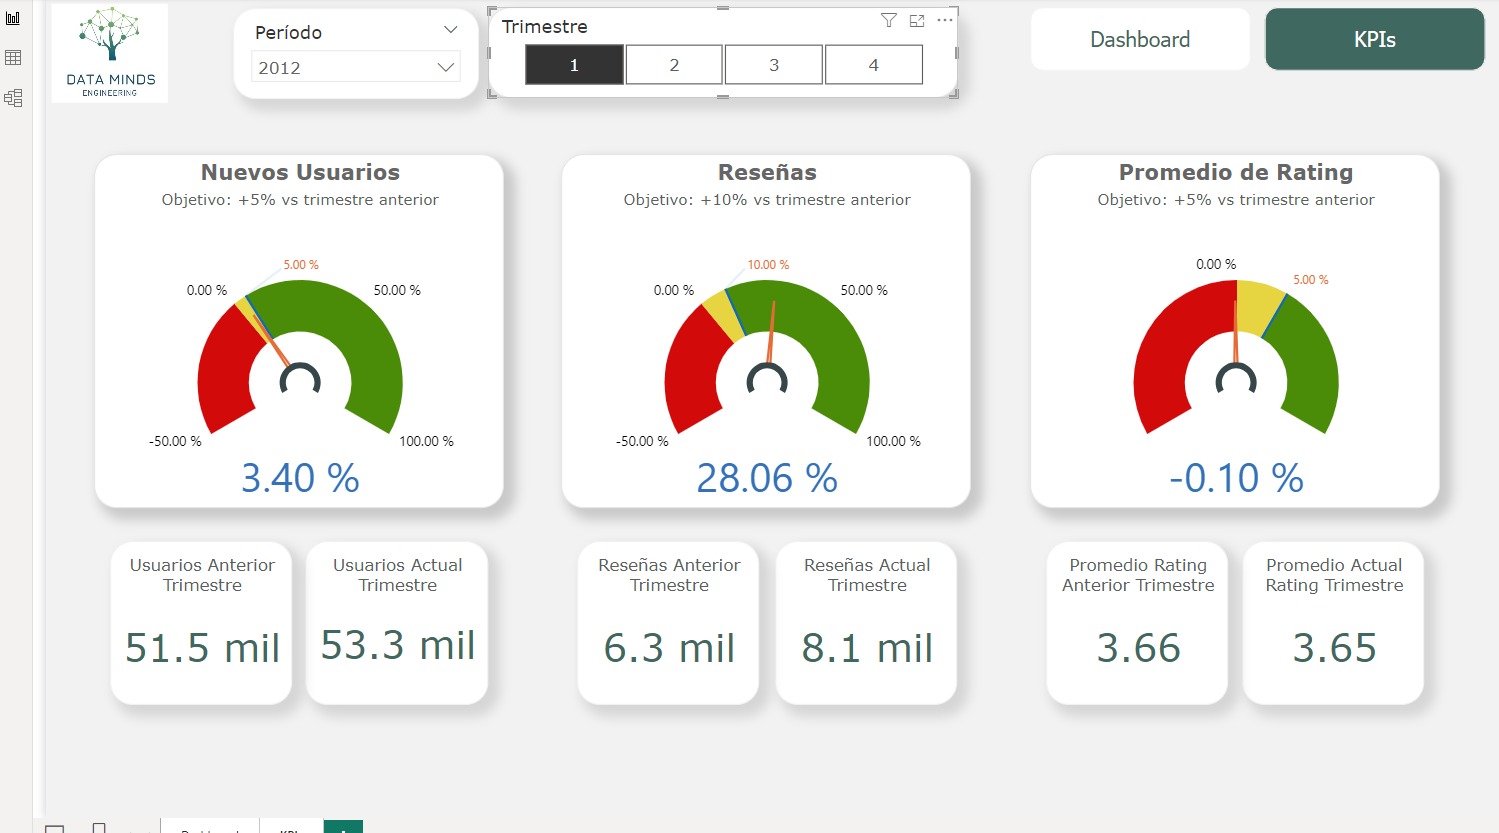 DATA MINDS
ENGINEERING
Período
2012
Trimestre
1
2
3
4
Dashboard
KPIs
Nuevos Usuarios
Objetivo: +5% vs trimestre anterior
5.00 %
0.00 %
50.00 %
-50.00 %
100.00 %
3.40 %
Reseñas
Objetivo: +10% vs trimestre anterior
10.00 %
0.00 %
50.00 %
-50.00 %
100.00 %
28.06 %
Promedio de Rating
Objetivo: +5% vs trimestre anterior
0.00 %
5.00 %
-0.10 %
Usuarios Anterior
Trimestre
51.5 mil
Usuarios Actual
Trimestre
53.3 mil
Reseñas Anterior
Trimestre
6.3 mil
Reseñas Actual
Trimestre
8.1 mil
Promedio Rating
Anterior Trimestre
3.66
Promedio Actual
Rating Trimestre
3.65